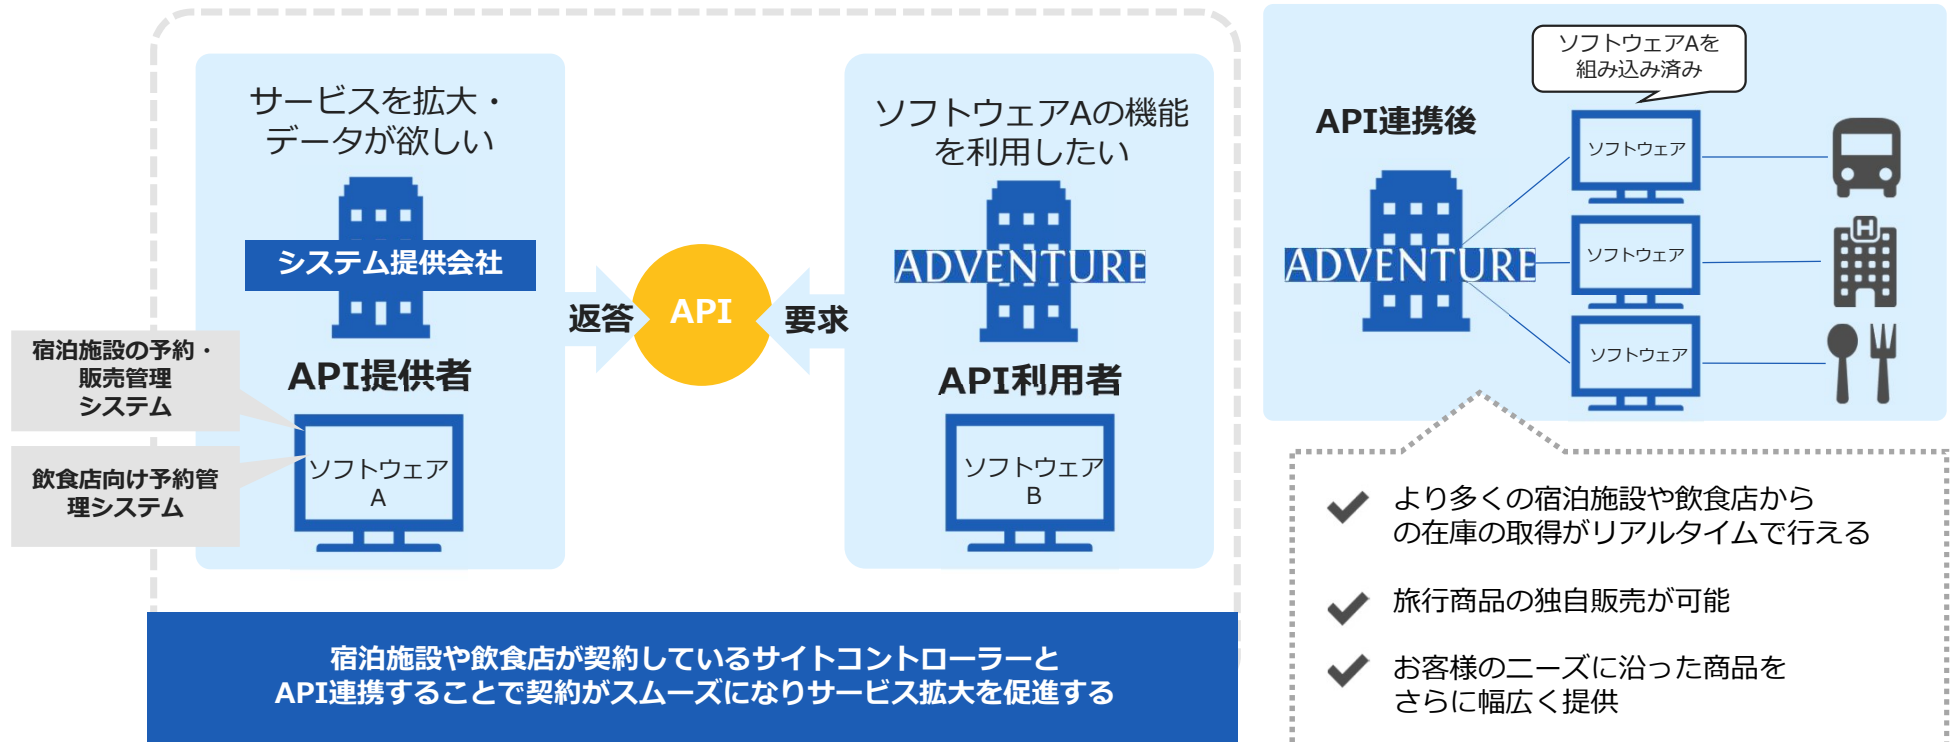 サービスを拡大・
データが欲しい
システム提供会社
API提供者
宿泊施設の予約・
販売管理
システム
飲食店向け予約管
理システム
ソフトウェア
A
返答
API
要求
ソフトウェアAの機能
を利用したい
ADVENTURE
API利用者
ソフトウェア
B
宿泊施設や飲食店が契約しているサイトコントローラーと
API連携することで契約がスムーズになりサービス拡大を促進する
ソフトウェアAを
組み込み済み
API連携後
ADVENTURE
ソフトウェア
ソフトウェア
ソフトウェア
H
より多くの宿泊施設や飲食店から
の在庫の取得がリアルタイムで行える
旅行商品の独自販売が可能
お客様のニーズに沿った商品を
さらに幅広く提供